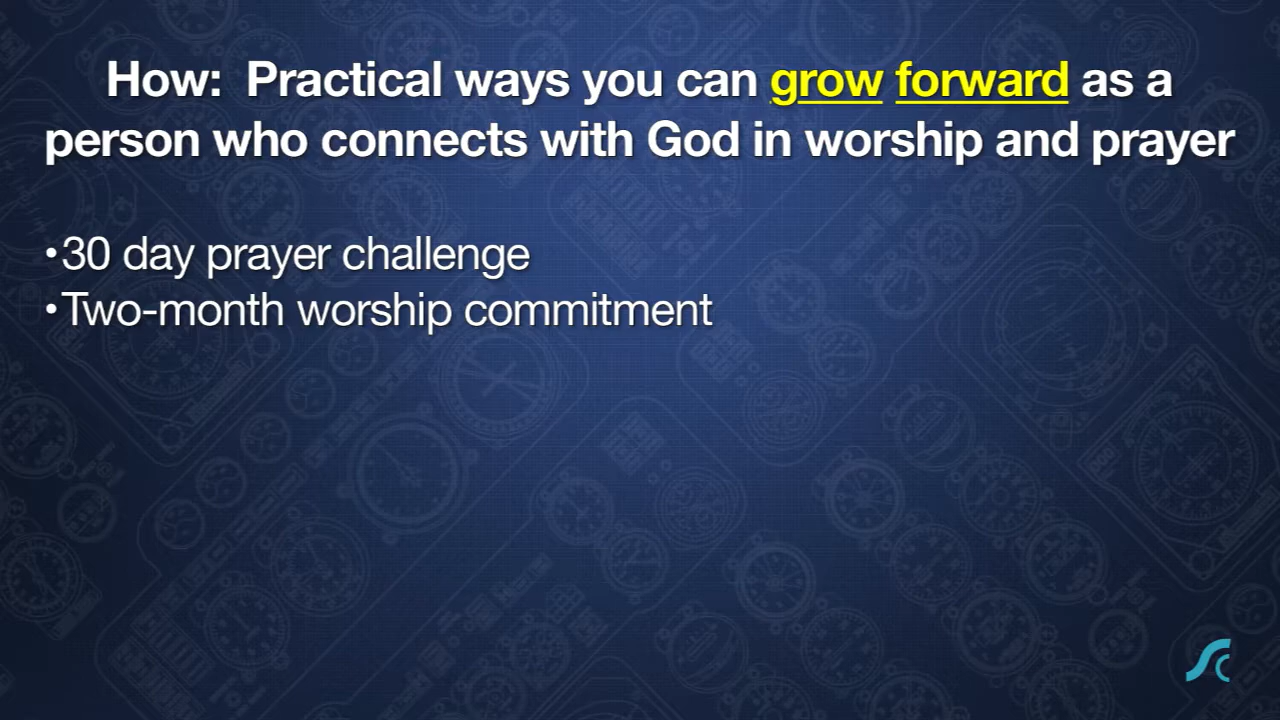 How:  Practical ways you can grow forward as a
person who connects with God in worship and prayer
•30 day prayer challenge
•Two-month worship commitment